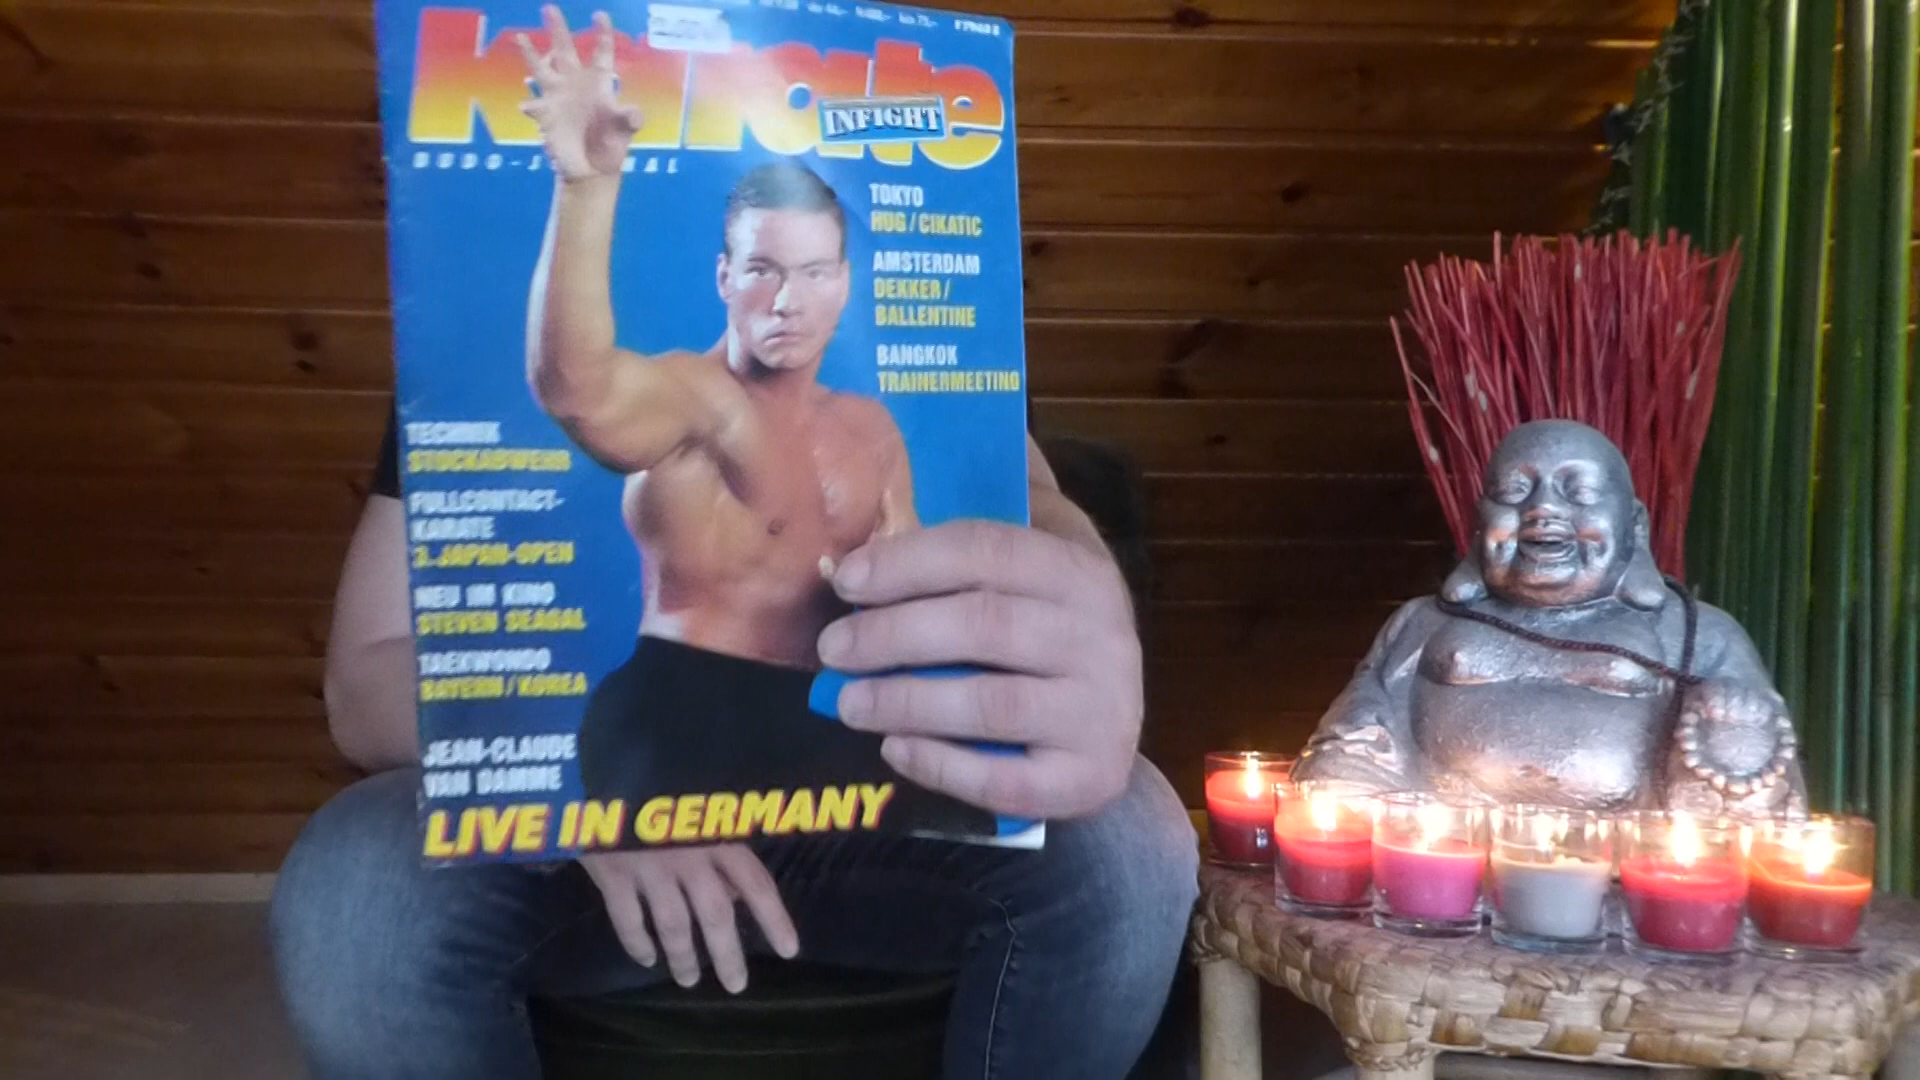 karate
INFIGHT
TOKYO
HUG / CIKATIC
AMSTERDAM
DEKKER /
BALLENTINE
BANGKOK
TRAINERMEETING
TECHNIK
STOCKABWEHR
FULLCONTACT-
KARATE
3. JAPAN-OPEN
NEU IM KINO
STEVEN SEAGAL
TAEKWONDO
BAYERN / KOREA
JEAN-CLAUDE
VAN DAMME
LIVE IN GERMANY